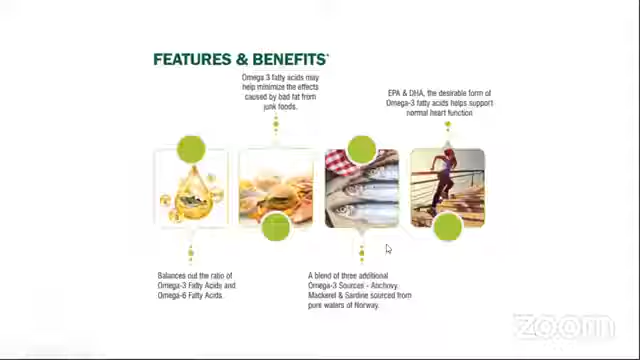 FEATURES & BENEFITS*
Omega 3 fatty acids may
help minimize the effects
caused by bad fat from
junk foods.
EPA & DHA, the desirable form of
Omega-3 fatty acids helps support
normal heart function
Balances out the ratio of
Omega-3 Fatty Acids and
Omega-6 Fatty Acids.
A blend of three additional
Omega-3 Sources - Anchovy,
Mackerel & Sardine sourced from
pure waters of Norway.
zoom